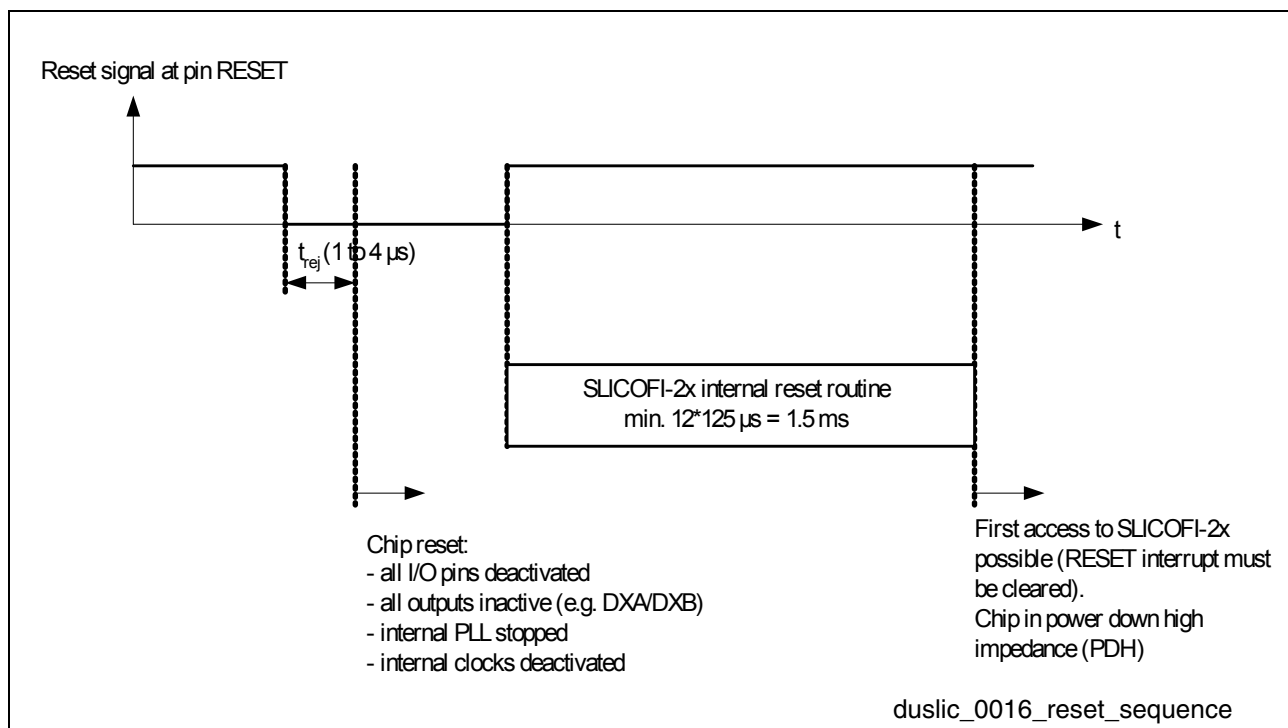 Reset signal at pin RESET
t
trej (1 to 4 µs)
SLICOFI-2x internal reset routine
min. 12*125 µs = 1.5 ms
Chip reset:
- all I/O pins deactivated
- all outputs inactive (e.g. DXA/DXB)
- internal PLL stopped
- internal clocks deactivated
First access to SLICOFI-2x
possible (RESET interrupt must
be cleared).
Chip in power down high
impedance (PDH)
duslic_0016_reset_sequence